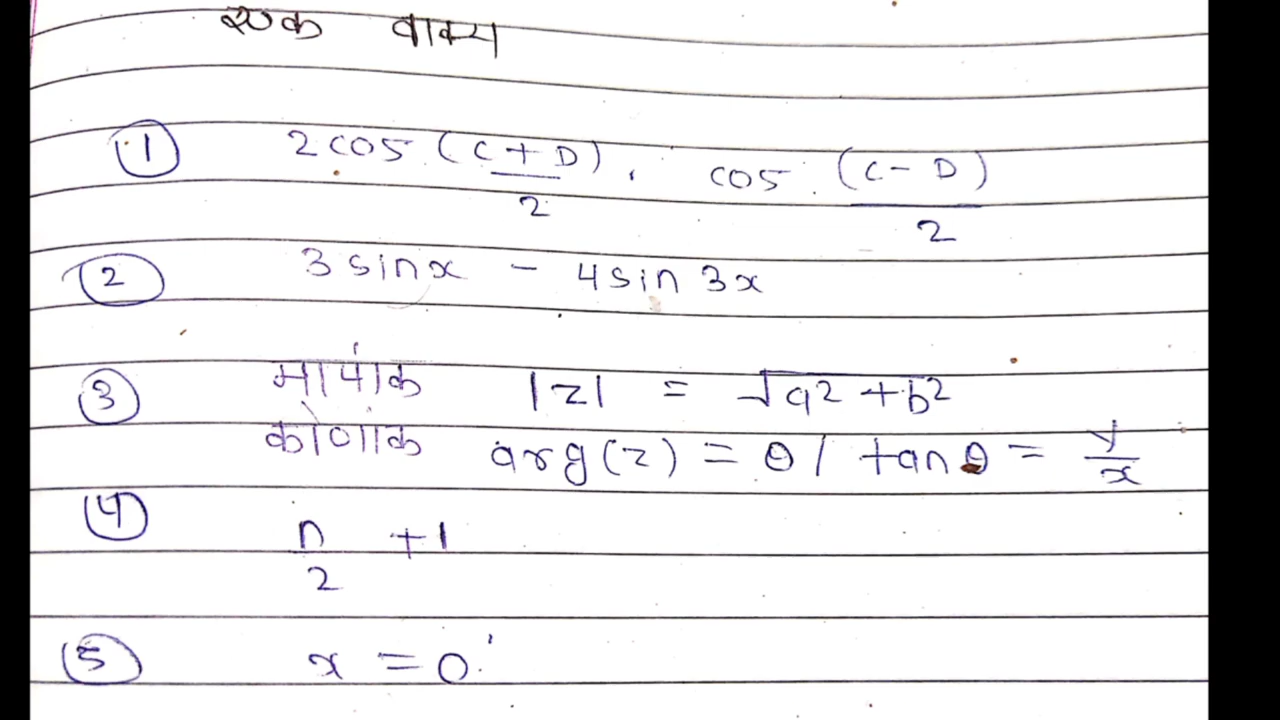 एक वाक्य
① 2cos (C+D)/2 . cos (C-D)/2
② 3sinx - 4sin3x
③ मापांक |z| = √a²+b²
कोणांक arg(z) = θ / tanθ = y/x
④ n/2 +1
⑤ x = 0